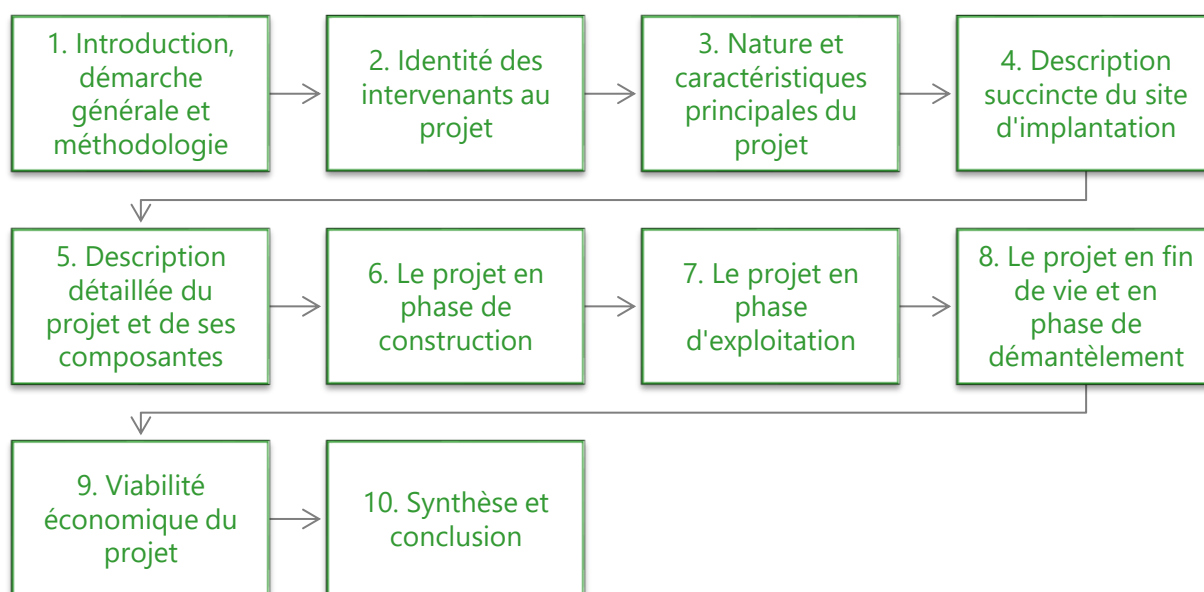 1. Introduction,
démarche
générale et
méthodologie
2. Identité des
intervenants au
projet
3. Nature et
caractéristiques
principales du
projet
4. Description
succincte du site
d'implantation
5. Description
détaillée du
projet et de ses
composantes
6. Le projet en
phase de
construction
7. Le projet en
phase
d'exploitation
8. Le projet en fin
de vie et en
phase de
démantèlement
9. Viabilité
économique du
projet
10. Synthèse et
conclusion